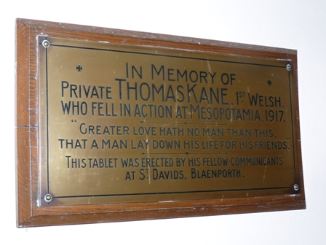 IN MEMORY OF
PRIVATE THOMAS KANE, 1ST WELSH.
WHO FELL IN ACTION AT MESOPOTAMIA, 1917.
"GREATER LOVE HATH NO MAN THAN THIS,
THAT A MAN LAY DOWN HIS LIFE FOR HIS FRIENDS.
THIS TABLET WAS ERECTED BY HIS FELLOW COMMUNICANTS
AT ST DAVIDS, BLAENPORTH.